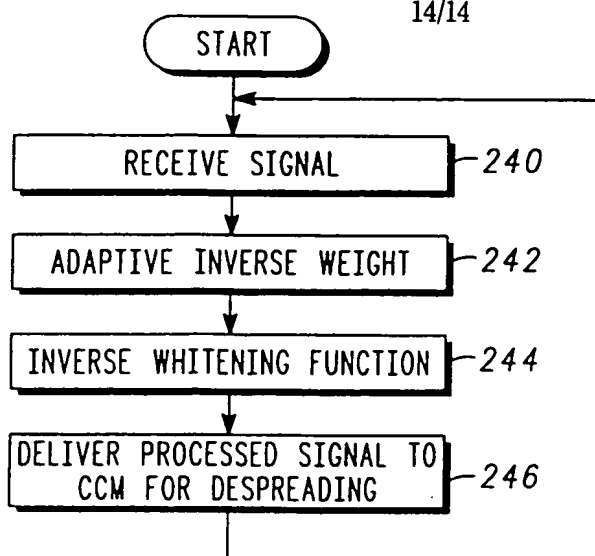 14/14
START
RECEIVE SIGNAL
240
ADAPTIVE INVERSE WEIGHT
242
INVERSE WHITENING FUNCTION
244
DELIVER PROCESSED SIGNAL TO
CCM FOR DESPREADING
246